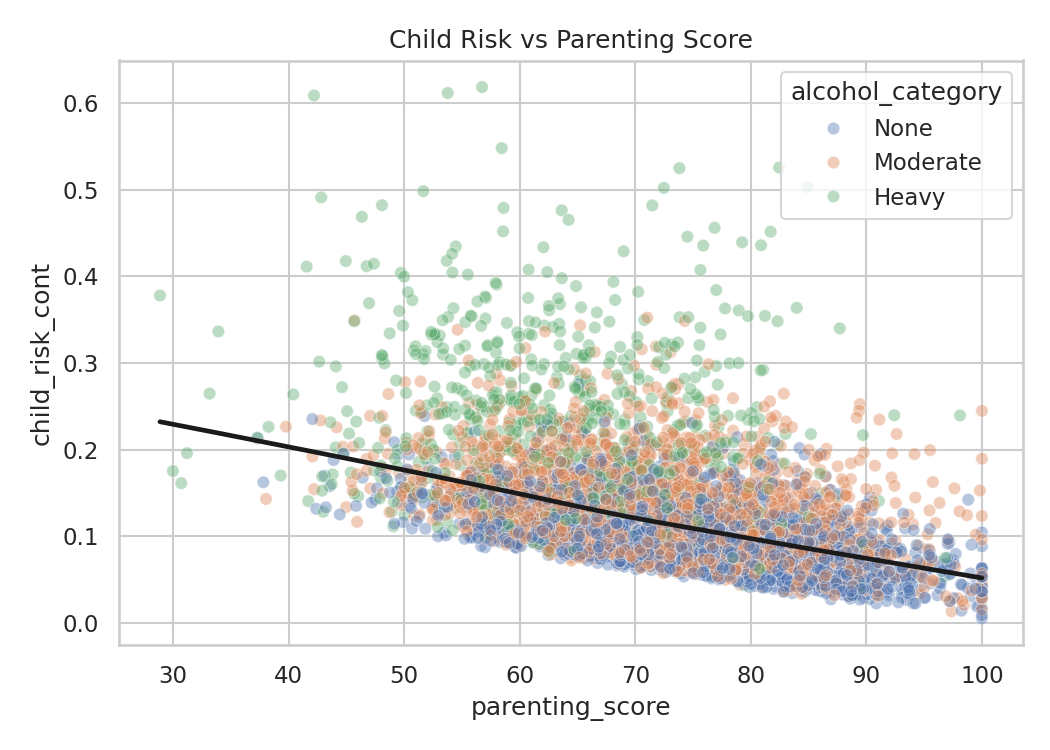 Child Risk vs Parenting Score
alcohol_category
None
Moderate
Heavy
child_risk_cont
0.6
0.5
0.4
0.3
0.2
0.1
0.0
30 40 50 60 70 80 90 100
parenting_score